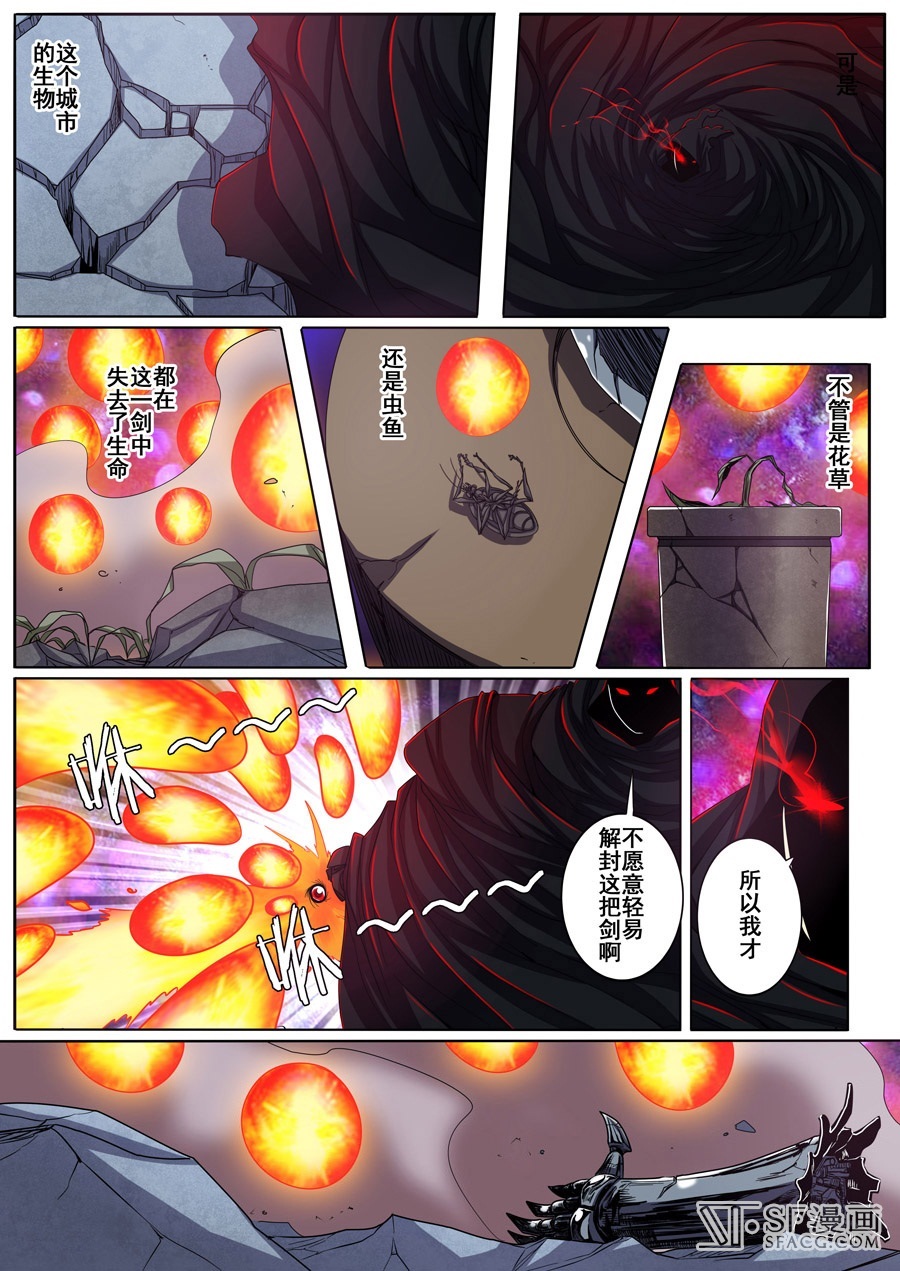 可是
这个城市
的生物
不管是花草
还是虫鱼
都在
这一剑中
失去了生命
所以我才
不愿意轻易
解封这把剑啊
咻～～～
咻～～～
SF漫画
SFACG.COM